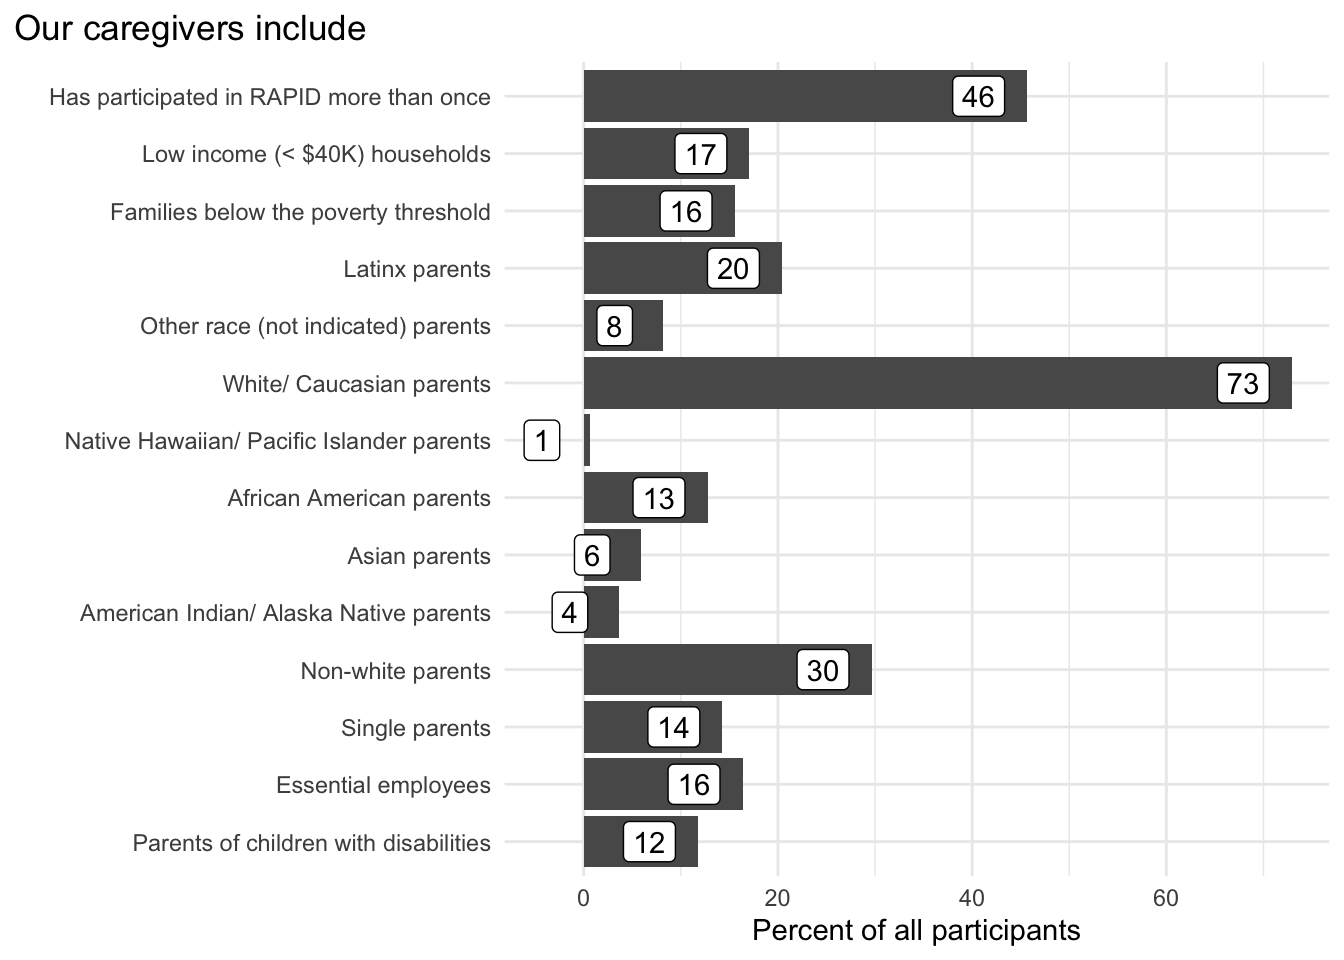 Our caregivers include
Has participated in RAPID more than once 46
Low income (< $40K) households 17
Families below the poverty threshold 16
Latinx parents 20
Other race (not indicated) parents 8
White/ Caucasian parents 73
Native Hawaiian/ Pacific Islander parents 1
African American parents 13
Asian parents 6
American Indian/ Alaska Native parents 4
Non-white parents 30
Single parents 14
Essential employees 16
Parents of children with disabilities 12
0 20 40 60
Percent of all participants